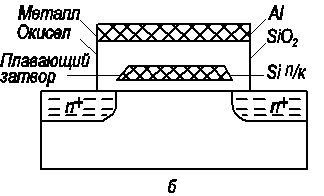 Металл
Al
Окисел
SiO2
Плавающий
затвор
Si п/к
n+
n+
б